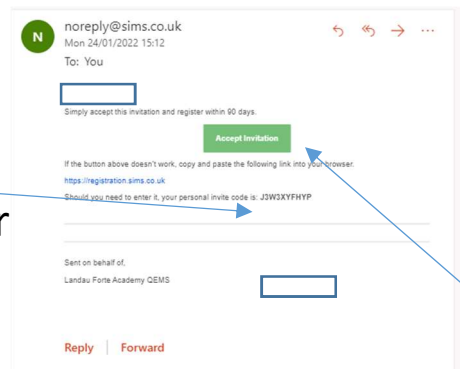 N
noreply@sims.co.uk
Mon 24/01/2022 15:12
To: You
Simply accept this invitation and register within 90 days.
Accept Invitation
If the button above doesn't work, copy and paste the following link into your browser.
https://registration.sims.co.uk
Should you need to enter it, your personal invite code is: J3W3XYFHYP
r
Sent on behalf of,
Landau Forte Academy QEMS
Reply
Forward